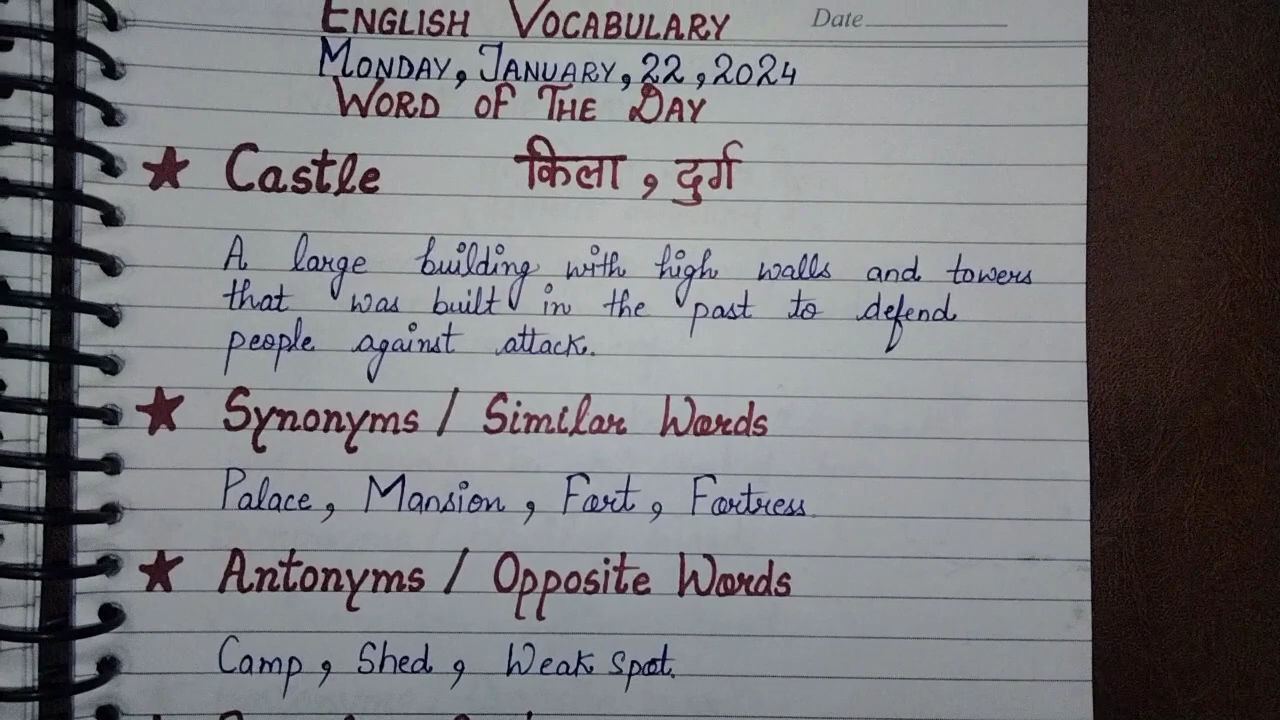 ENGLISH VOCABULARY Date
MONDAY, JANUARY, 22, 2024
WORD OF THE DAY
★ Castle किला, दुर्ग
A large building with high walls and towers
that was built in the past to defend
people against attack.
★ Synonyms / Similar Words
Palace, Mansion, Fort, Fortress
★ Antonyms / Opposite Words
Camp, Shed, Weak spot.